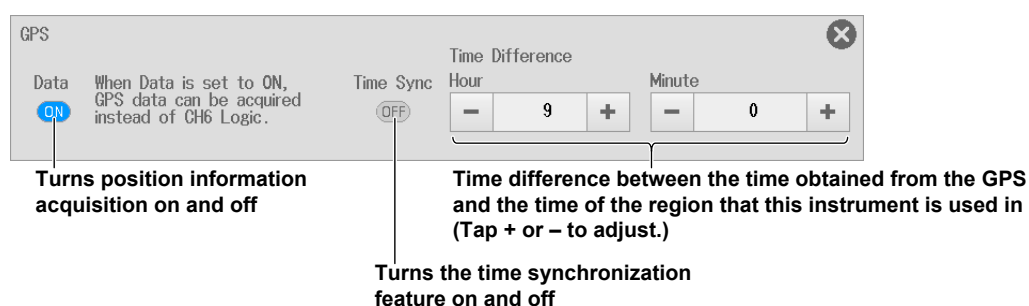 GPS
Time Difference
Data When Data is set to ON, Time Sync Hour Minute
GPS data can be acquired
instead of CH6 Logic.
ON OFF − 9 + − 0 +
Turns position information
acquisition on and off
Time difference between the time obtained from the GPS
and the time of the region that this instrument is used in
(Tap + or – to adjust.)
Turns the time synchronization
feature on and off